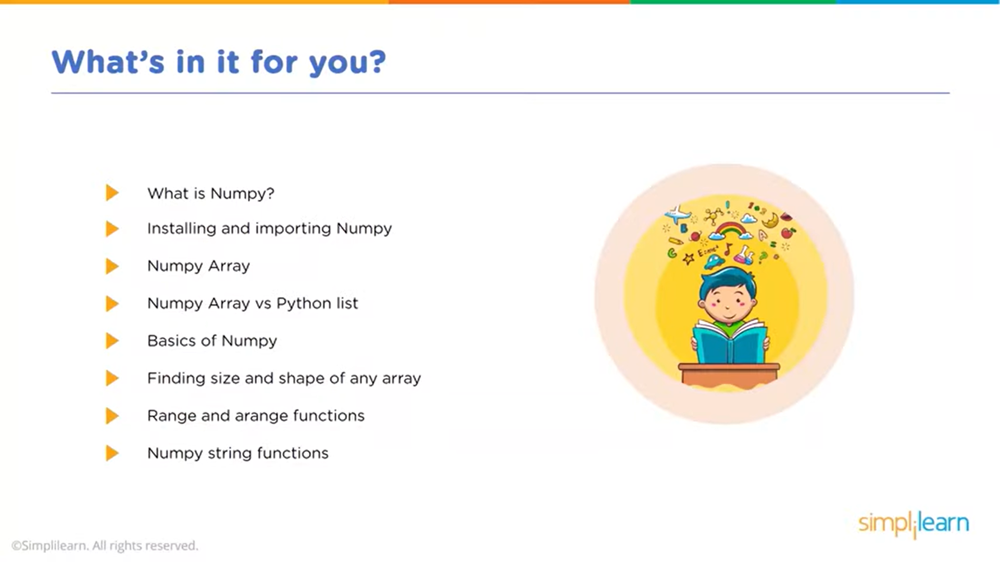 What's in it for you?
What is Numpy?
Installing and importing Numpy
Numpy Array
Numpy Array vs Python list
Basics of Numpy
Finding size and shape of any array
Range and arange functions
Numpy string functions
simplilearn
©Simplilearn. All rights reserved.